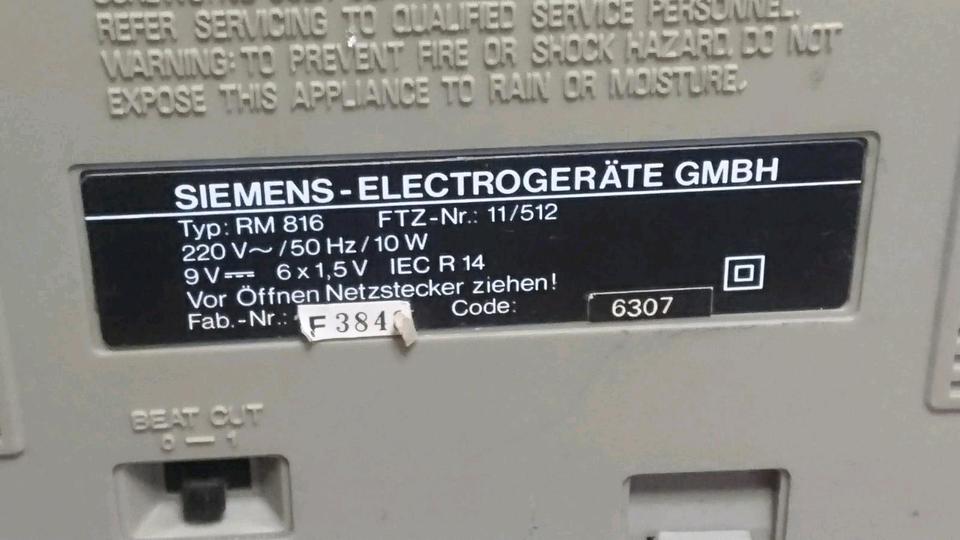 REFER SERVICING TO QUALIFIED SERVICE PERSONNEL.
WARNING: TO PREVENT FIRE OR SHOCK HAZARD, DO NOT
EXPOSE THIS APPLIANCE TO RAIN OR MOISTURE.
SIEMENS-ELECTROGERÄTE GMBH
Typ: RM 816 FTZ-Nr.: 11/512
220 V~/50 Hz/10 W
9 V⎓ 6 x 1,5 V IEC R 14
Vor Öffnen Netzstecker ziehen!
Fab.-Nr.: F 384 Code: 6307
BEAT CUT
0 — 1